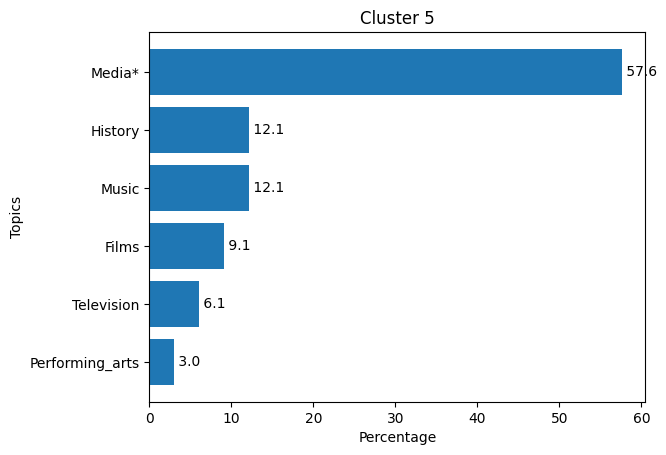 Cluster 5
Topics
Media* 57.6
History 12.1
Music 12.1
Films 9.1
Television 6.1
Performing_arts 3.0
0 10 20 30 40 50 60
Percentage